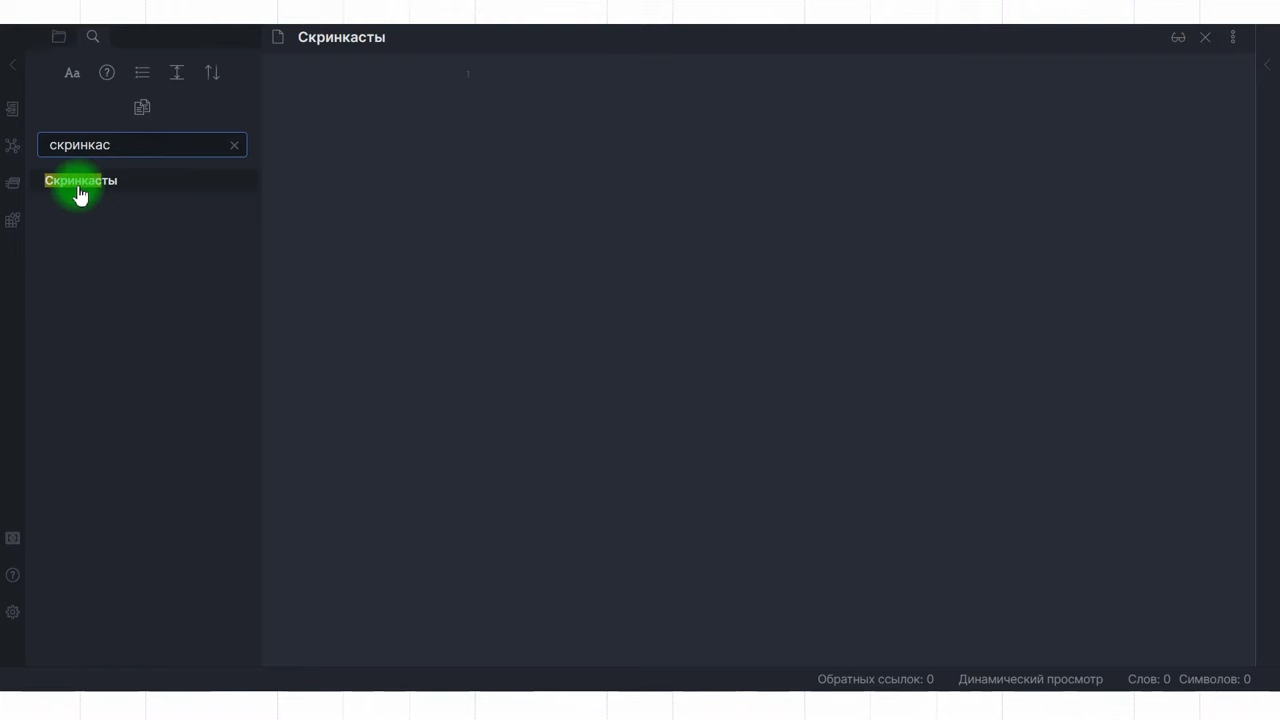 Скринкасты
1
Aa
скринкас
Скринкасты
Обратных ссылок: 0 Динамический просмотр Слов: 0 Символов: 0